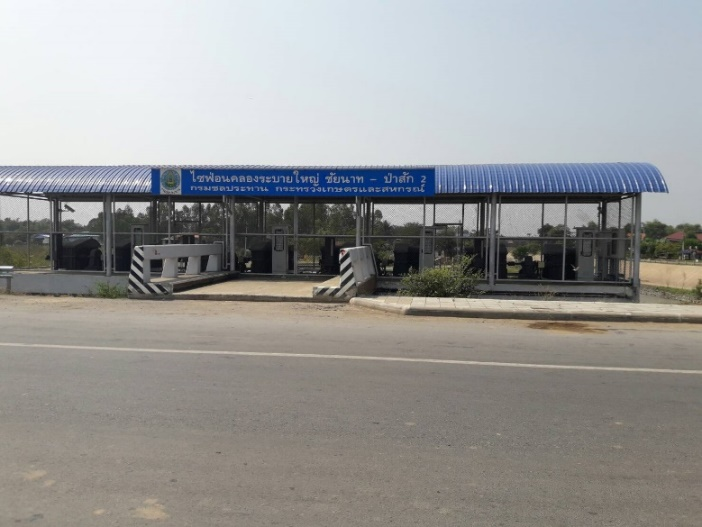 ไซฟ่อนคลองระบายใหญ่ ชัยนาท - ป่าสัก 2
กรมชลประทาน กระทรวงเกษตรและสหกรณ์